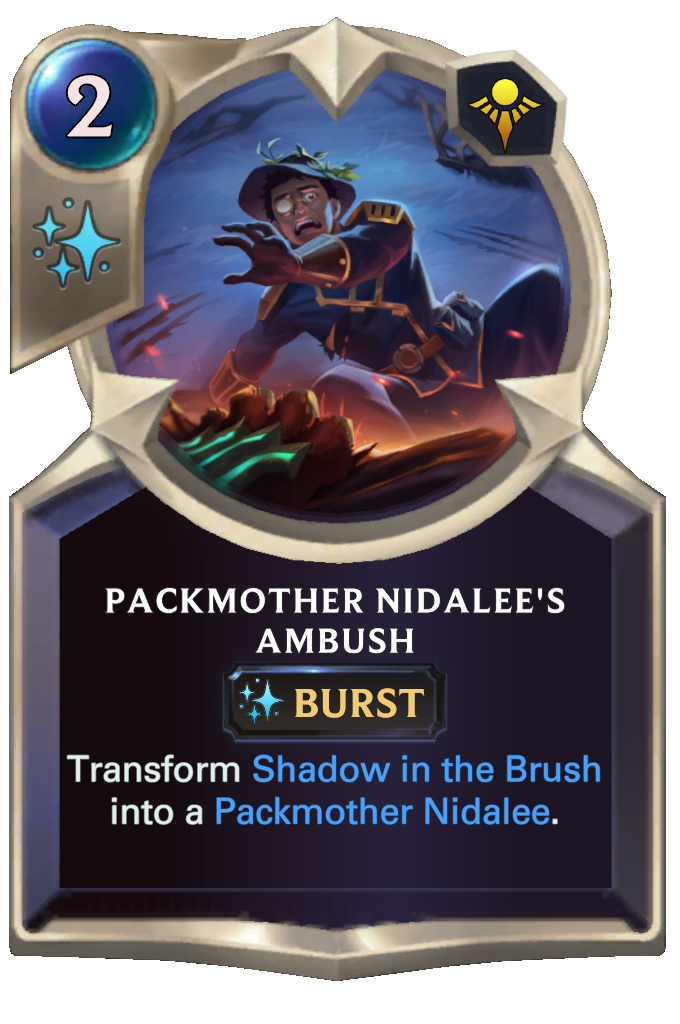 2
PACKMOTHER NIDALEE'S
AMBUSH
BURST
Transform Shadow in the Brush
into a Packmother Nidalee.